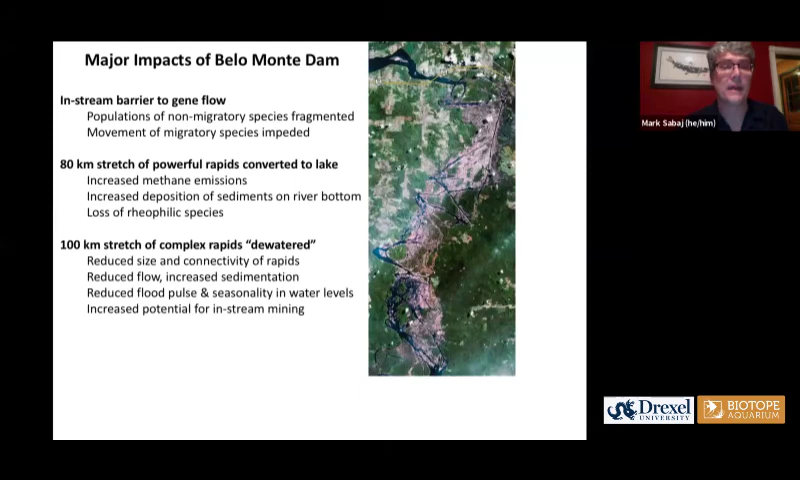 Major Impacts of Belo Monte Dam
In-stream barrier to gene flow
Populations of non-migratory species fragmented
Movement of migratory species impeded
80 km stretch of powerful rapids converted to lake
Increased methane emissions
Increased deposition of sediments on river bottom
Loss of rheophilic species
100 km stretch of complex rapids “dewatered”
Reduced size and connectivity of rapids
Reduced flow, increased sedimentation
Reduced flood pulse & seasonality in water levels
Increased potential for in-stream mining
Mark Sabaj (he/him)
Drexel
UNIVERSITY
BIOTOPE
AQUARIUM